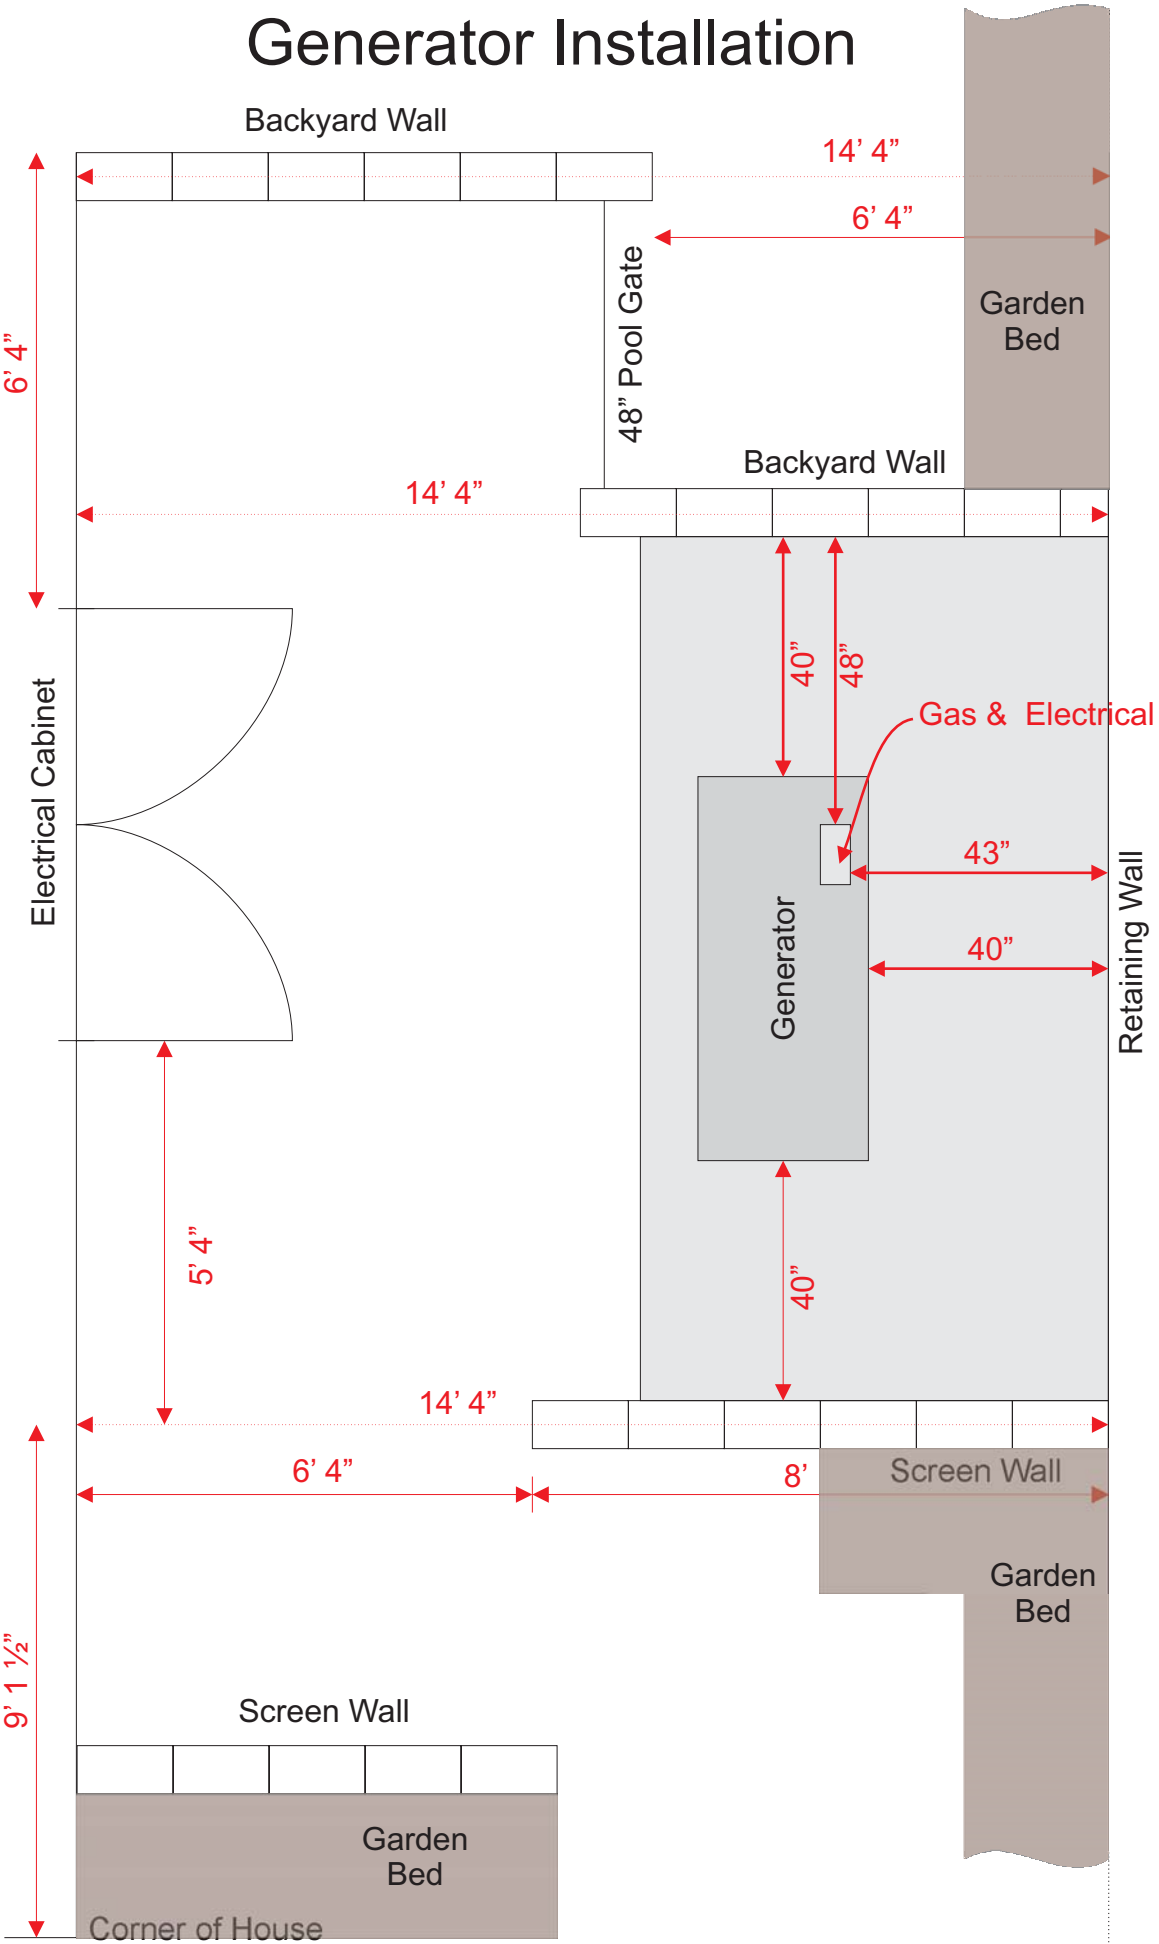 Generator Installation
Backyard Wall
14’ 4”
6’ 4”
48” Pool Gate
Garden
Bed
6’ 4”
Backyard Wall
14’ 4”
40”
48”
Gas & Electrical
Electrical Cabinet
43”
Generator
40”
Retaining Wall
5’ 4”
40”
14’ 4”
6’ 4”
8’
Screen Wall
Garden
Bed
9’ 1 ½”
Screen Wall
Garden
Bed
Corner of House